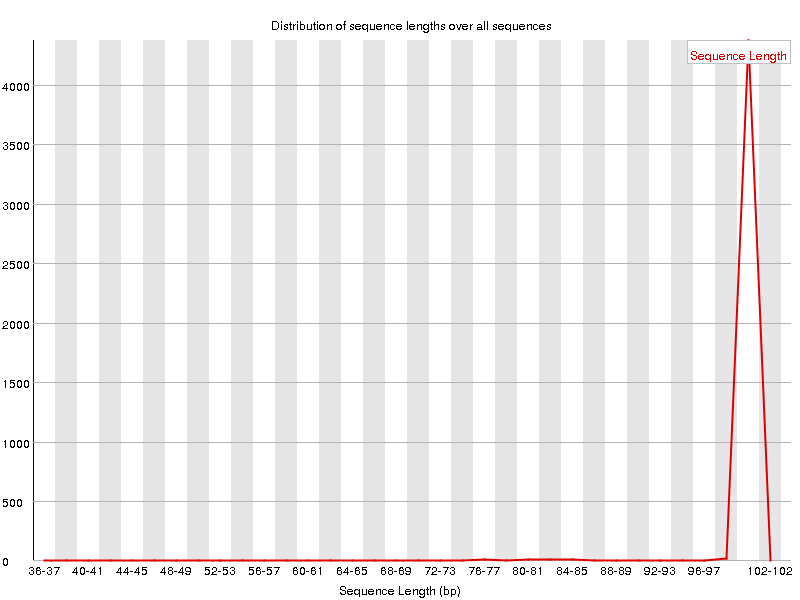 Distribution of sequence lengths over all sequences
Sequence Length
4000
3500
3000
2500
2000
1500
1000
500
0
36-37 40-41 44-45 48-49 52-53 56-57 60-61 64-65 68-69 72-73 76-77 80-81 84-85 88-89 92-93 96-97 102-102
Sequence Length (bp)